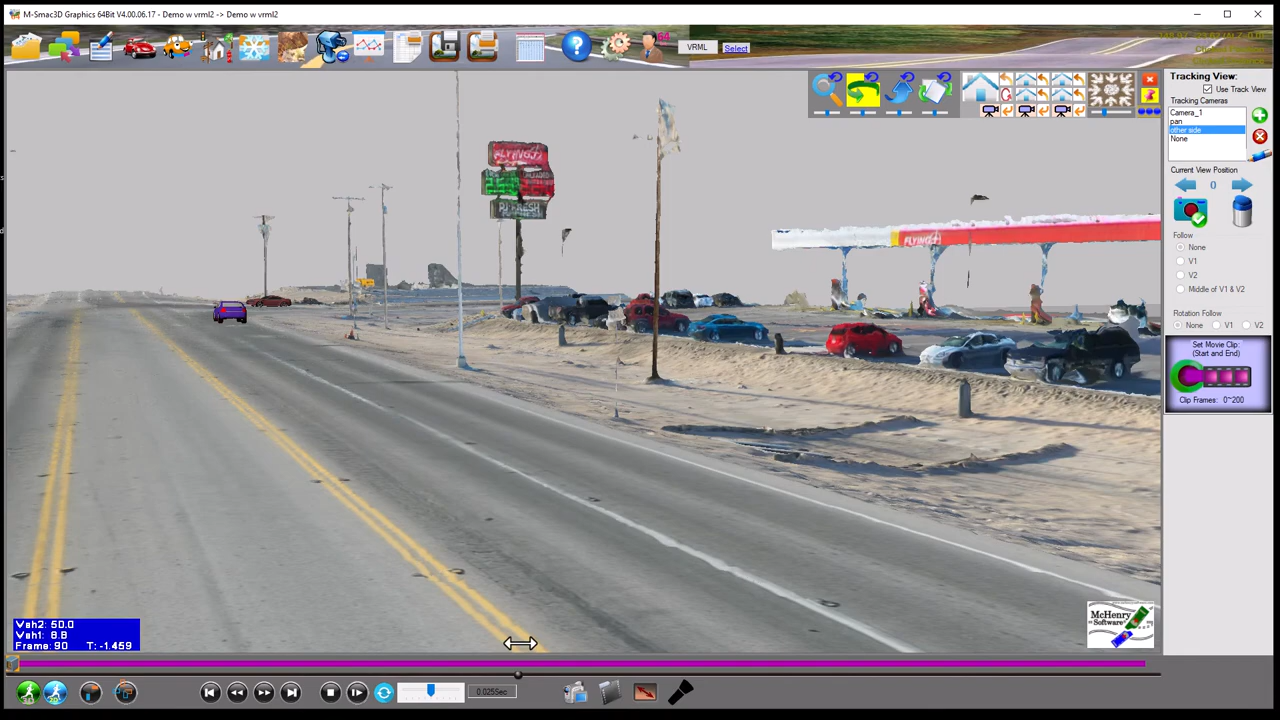 M-Smac3D Graphics 64Bit V4.00.06.17 - Demo w vrml2 -> Demo w vrml2
64
VRML
Select
Tracking View:
Use Track View
Tracking Cameras
Camera_1
pan
other side
None
Current View Position
0
Follow
None
V1
V2
Middle of V1 & V2
Rotation Follow
None
V1
V2
Set Movie Clip:
(Start and End)
Clip Frames: 0~200
FLYING J
FLYING J
Veh2: 50.0
Veh1: 8.8
Frame: 90 T: -1.459
McHenry
Software
0.025Sec